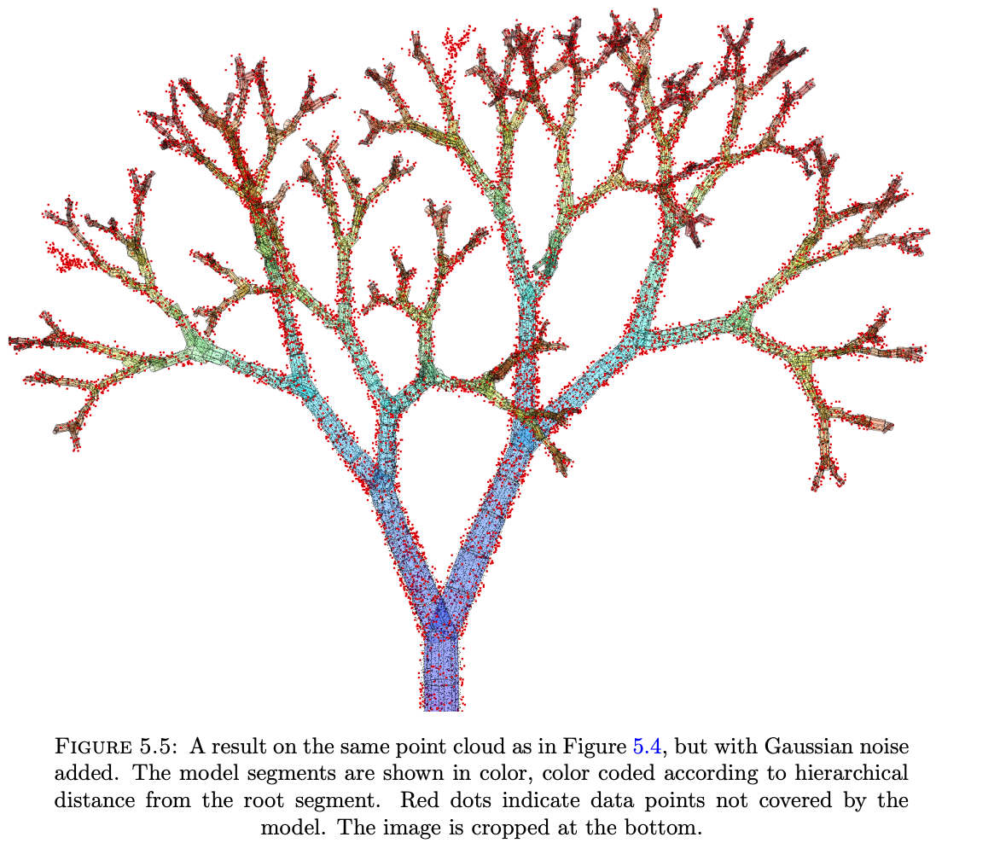 FIGURE 5.5: A result on the same point cloud as in Figure 5.4, but with Gaussian noise
added. The model segments are shown in color, color coded according to hierarchical
distance from the root segment. Red dots indicate data points not covered by the
model. The image is cropped at the bottom.